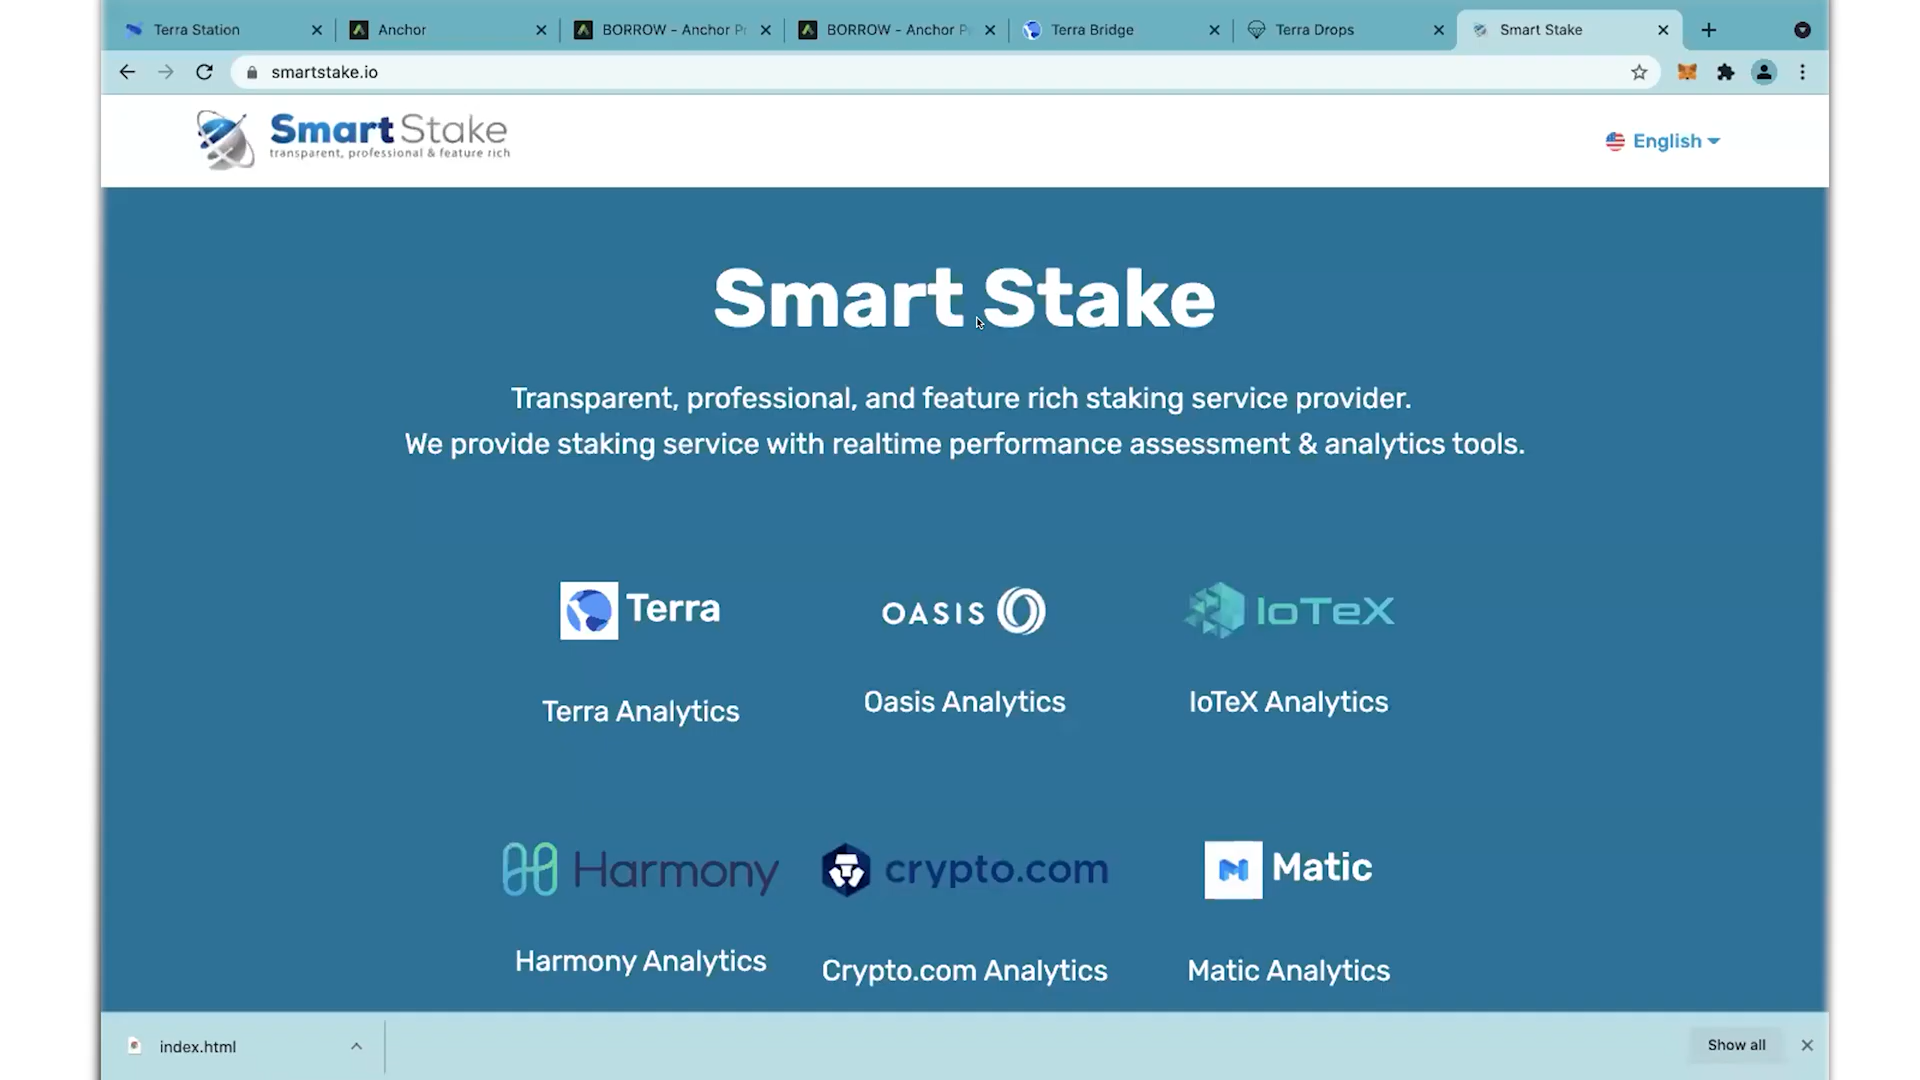 Terra Station
Anchor
BORROW - Anchor Pr
BORROW - Anchor P
Terra Bridge
Terra Drops
Smart Stake
smartstake.io
Smart Stake
transparent, professional & feature rich
English
Smart Stake
Transparent, professional, and feature rich staking service provider.
We provide staking service with realtime performance assessment & analytics tools.
Terra
OASIS
IoTeX
Terra Analytics
Oasis Analytics
IoTeX Analytics
Harmony
crypto.com
Matic
Harmony Analytics
Crypto.com Analytics
Matic Analytics
index.html
Show all